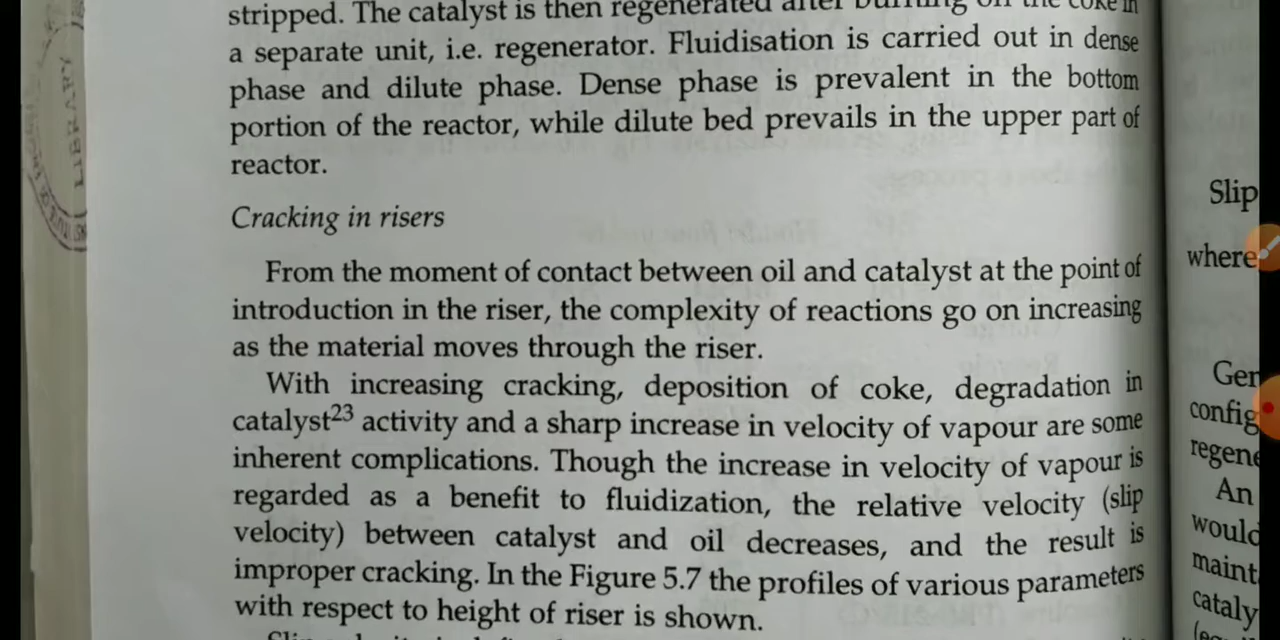 stripped. The catalyst is then regenerated after burning off the coke in
a separate unit, i.e. regenerator. Fluidisation is carried out in dense
phase and dilute phase. Dense phase is prevalent in the bottom
portion of the reactor, while dilute bed prevails in the upper part of
reactor.
Cracking in risers
From the moment of contact between oil and catalyst at the point of
introduction in the riser, the complexity of reactions go on increasing
as the material moves through the riser.
With increasing cracking, deposition of coke, degradation in
catalyst23 activity and a sharp increase in velocity of vapour are some
inherent complications. Though the increase in velocity of vapour is
regarded as a benefit to fluidization, the relative velocity (slip
velocity) between catalyst and oil decreases, and the result is
improper cracking. In the Figure 5.7 the profiles of various parameters
with respect to height of riser is shown.
Slip
where
Ger
config
regene
An
would
maint
cataly